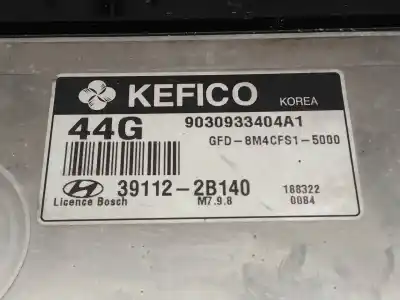 KEFICO KOREA
44G 9030933404A1
GFD-8M4CFS1-5000
39112-2B140 188322
Licence Bosch M7.9.8 0084